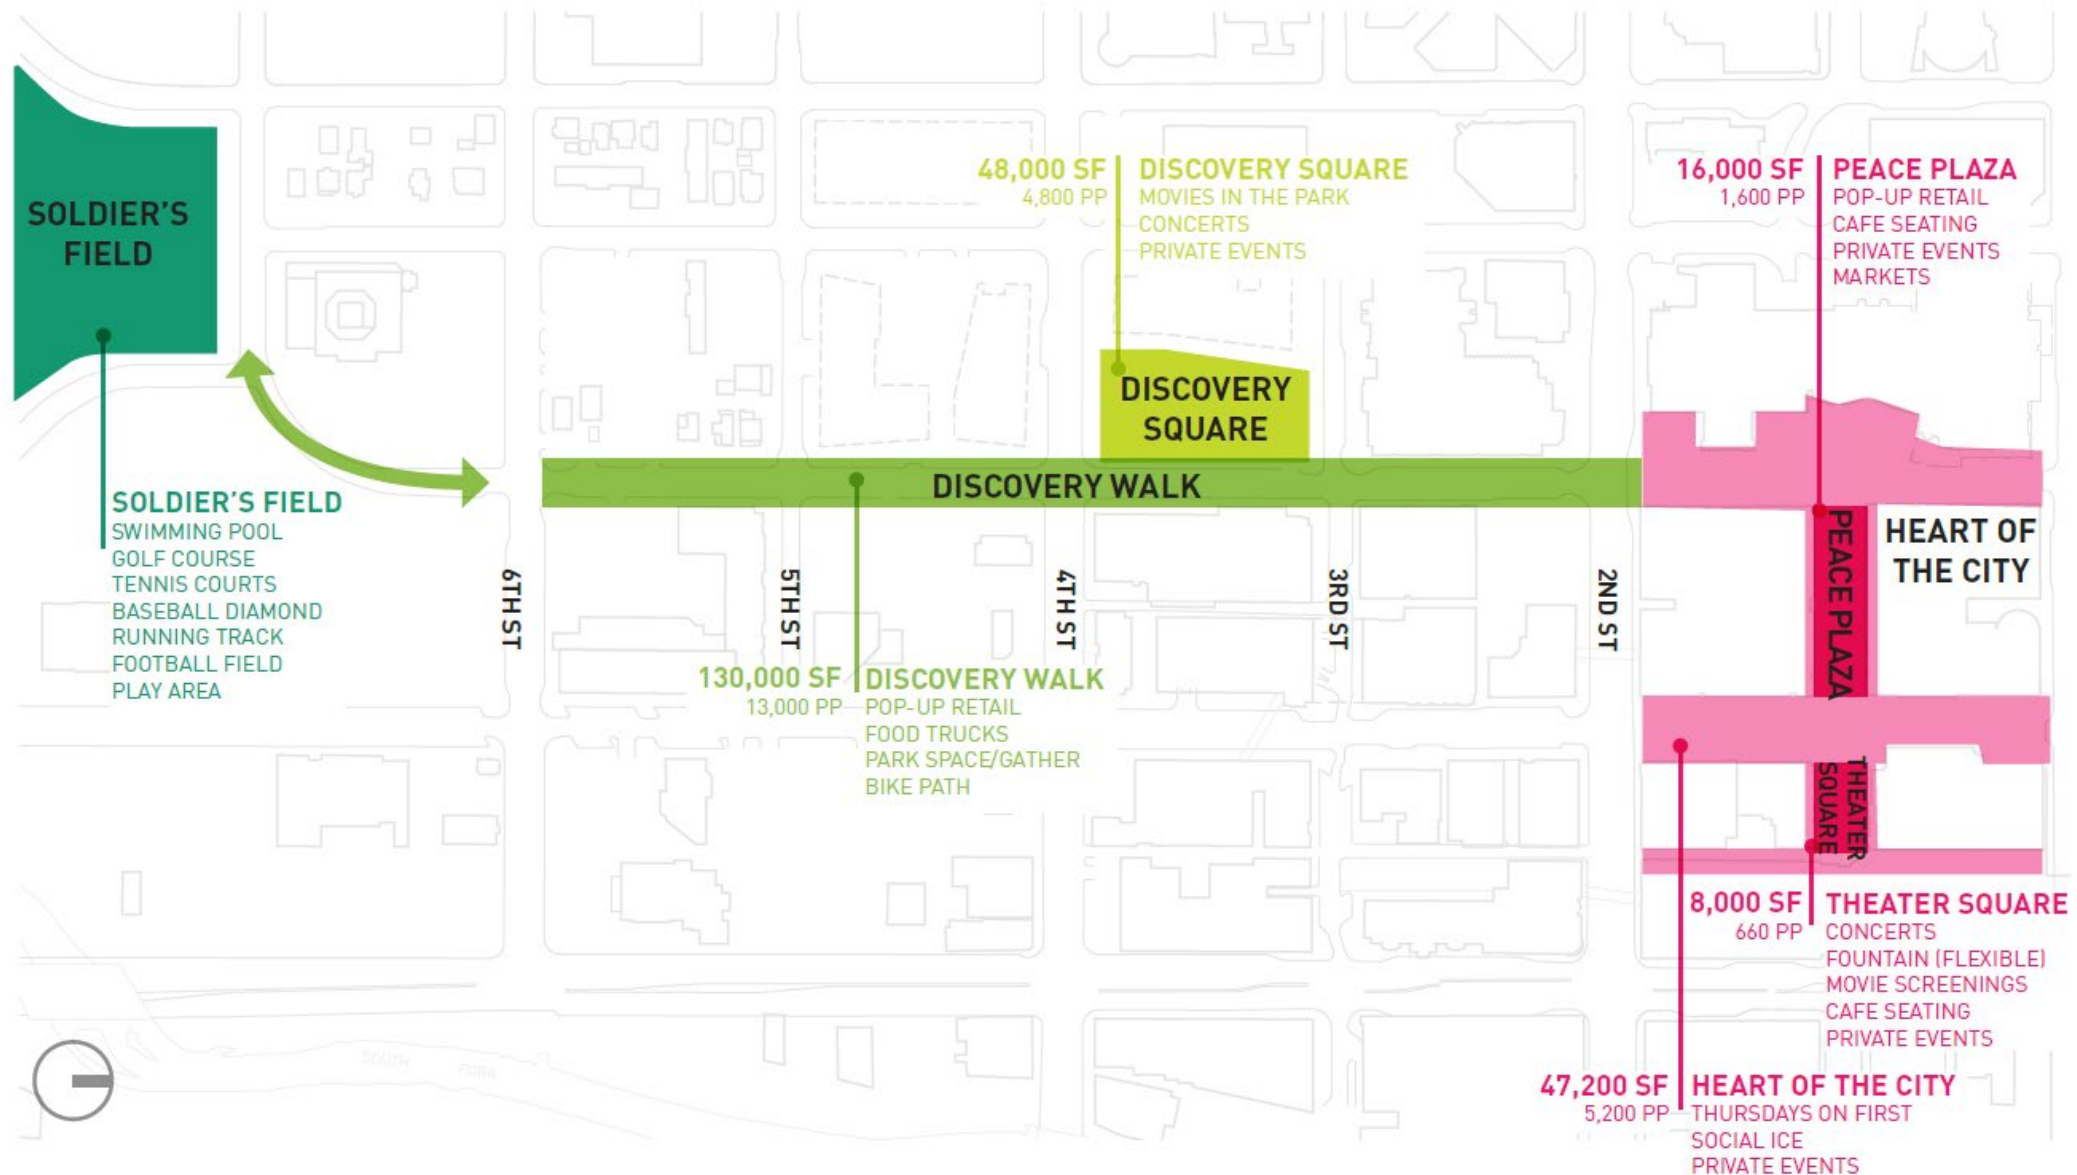 SOLDIER'S
FIELD
48,000 SF
4,800 PP
DISCOVERY SQUARE
MOVIES IN THE PARK
CONCERTS
PRIVATE EVENTS
16,000 SF
1,600 PP
PEACE PLAZA
POP-UP RETAIL
CAFE SEATING
PRIVATE EVENTS
MARKETS
DISCOVERY
SQUARE
DISCOVERY WALK
SOLDIER'S FIELD
SWIMMING POOL
GOLF COURSE
TENNIS COURTS
BASEBALL DIAMOND
RUNNING TRACK
FOOTBALL FIELD
PLAY AREA
6TH ST
5TH ST
4TH ST
3RD ST
2ND ST
PEACE PLAZA
HEART OF
THE CITY
130,000 SF
13,000 PP
DISCOVERY WALK
POP-UP RETAIL
FOOD TRUCKS
PARK SPACE/GATHER
BIKE PATH
THEATER
SQUARE
8,000 SF
660 PP
THEATER SQUARE
CONCERTS
FOUNTAIN (FLEXIBLE)
MOVIE SCREENINGS
CAFE SEATING
PRIVATE EVENTS
SOUTH FORK
47,200 SF
5,200 PP
HEART OF THE CITY
THURSDAYS ON FIRST
SOCIAL ICE
PRIVATE EVENTS